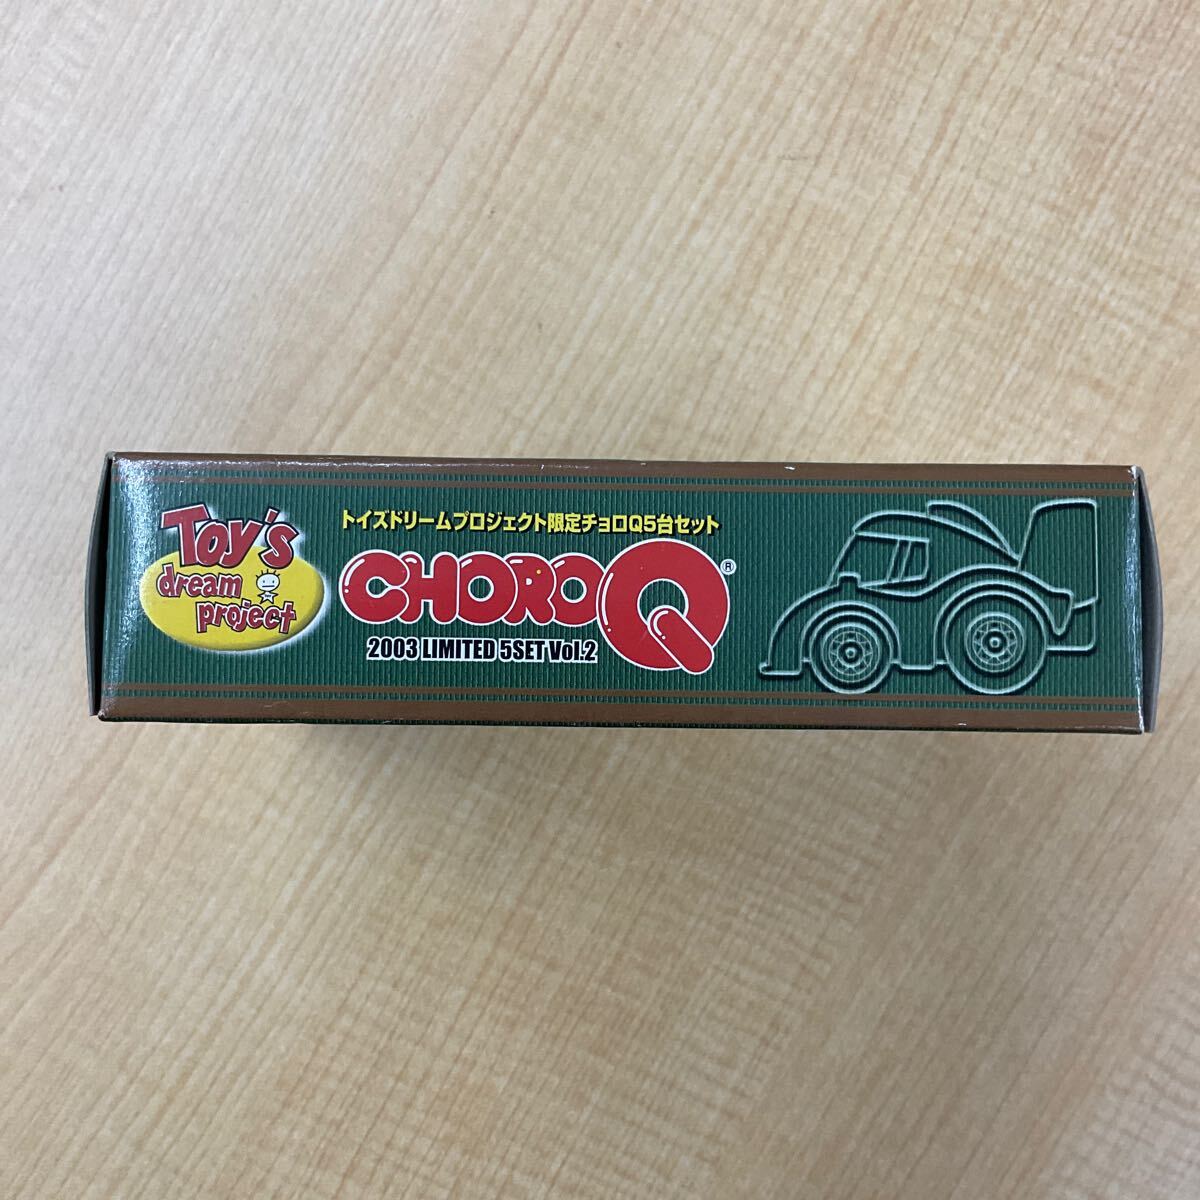 Toy's
dream
project
トイズドリームプロジェクト限定チョロQ5台セット
CHOROQ®
2003 LIMITED 5SET Vol.2